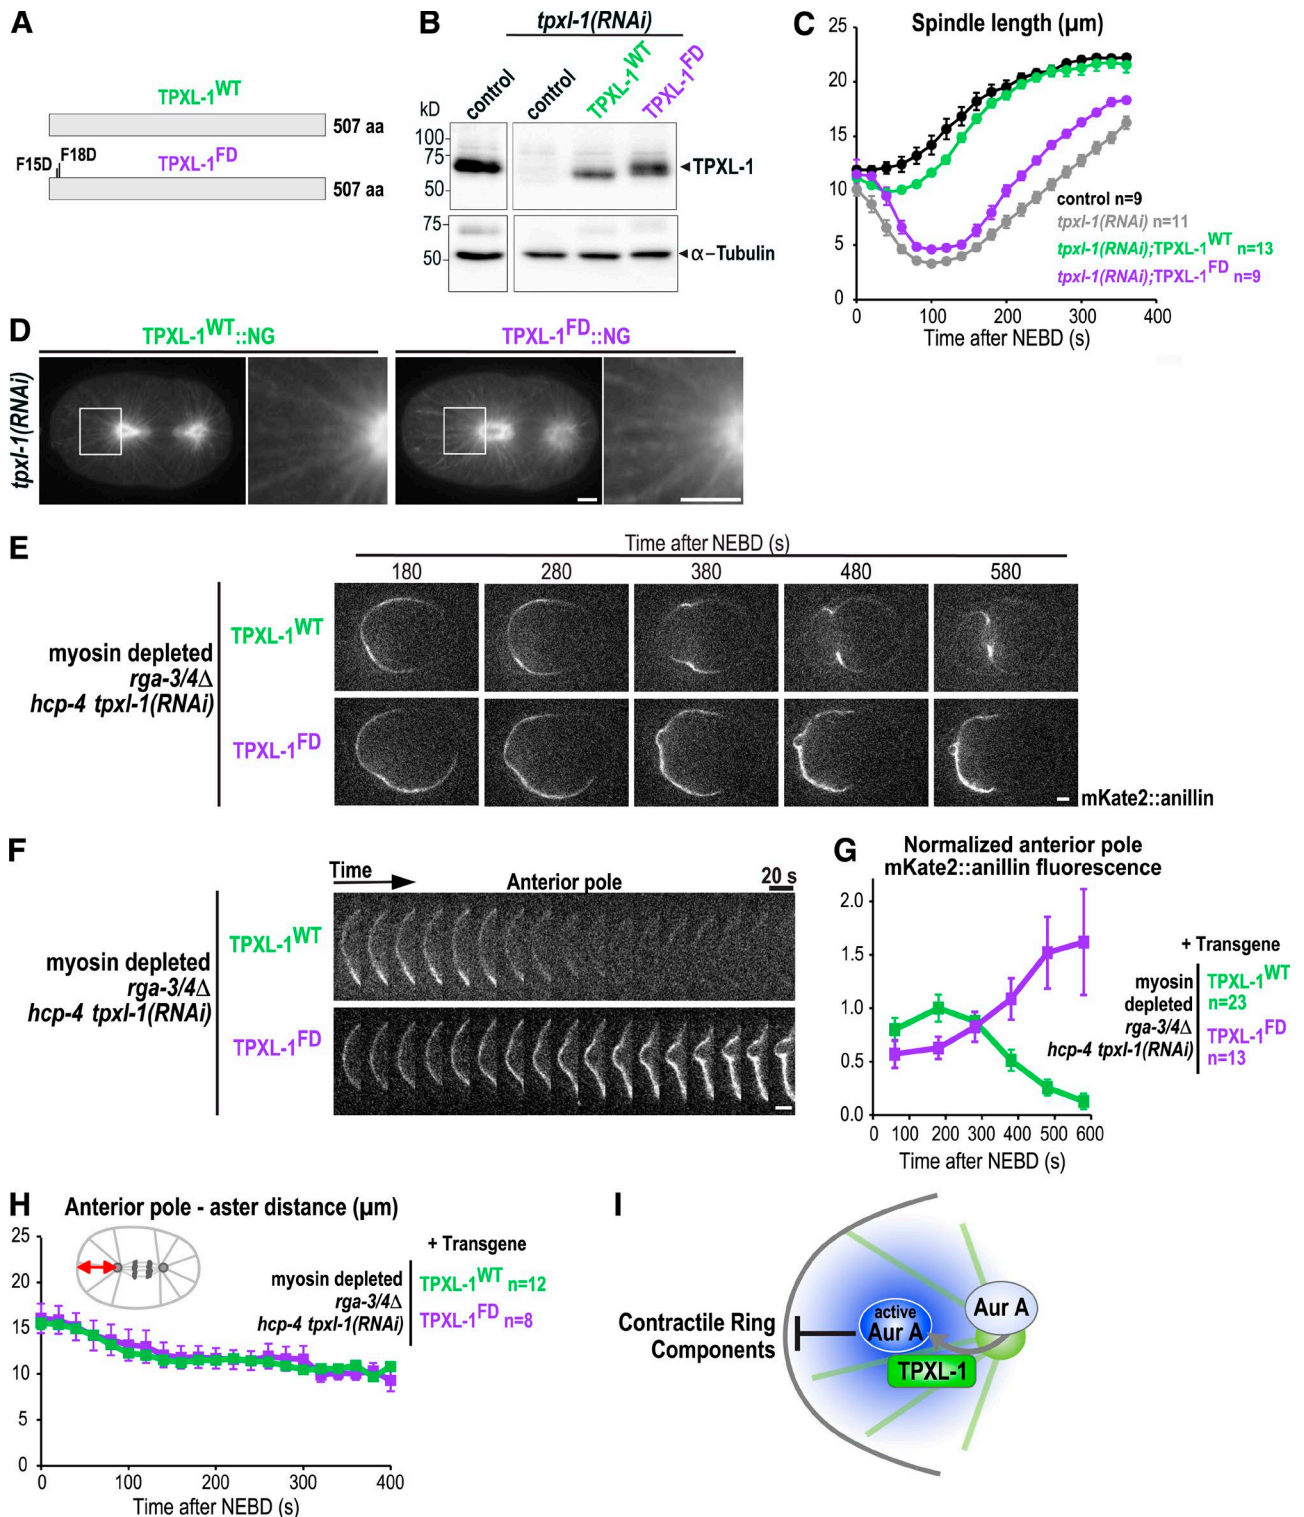 A
TPXL-1WT
507 aa
F15D
F18D
TPXL-1FD
507 aa
B
tpxl-1(RNAi)
kD
control
control
TPXL-1WT
TPXL-1FD
100
75
50
TPXL-1
75
50
α–Tubulin
C
Spindle length (µm)
25
20
15
10
5
0
100
200
300
400
Time after NEBD (s)
control n=9
tpxl-1(RNAi) n=11
tpxl-1(RNAi);TPXL-1WT n=13
tpxl-1(RNAi);TPXL-1FD n=9
D
TPXL-1WT::NG
TPXL-1FD::NG
tpxl-1(RNAi)
E
Time after NEBD (s)
180 280 380 480 580
myosin depleted
rga-3/4Δ
hcp-4 tpxl-1(RNAi)
TPXL-1WT
TPXL-1FD
mKate2::anillin
F
Time
Anterior pole
20 s
myosin depleted
rga-3/4Δ
hcp-4 tpxl-1(RNAi)
TPXL-1WT
TPXL-1FD
G
Normalized anterior pole
mKate2::anillin fluorescence
2.0
1.5
1.0
0.5
0.0
0 100 200 300 400 500 600
Time after NEBD (s)
+ Transgene
myosin
depleted
rga-3/4Δ
hcp-4 tpxl-1(RNAi)
TPXL-1WT
n=23
TPXL-1FD
n=13
H
Anterior pole - aster distance (µm)
25
20
15
10
5
0
0 100 200 300 400
Time after NEBD (s)
+ Transgene
myosin depleted
rga-3/4Δ
hcp-4 tpxl-1(RNAi)
TPXL-1WT n=12
TPXL-1FD n=8
I
Contractile Ring
Components
active
Aur A
Aur A
TPXL-1